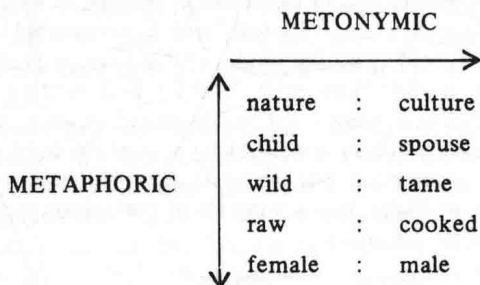 METONYMIC
nature : culture
child : spouse
METAPHORIC wild : tame
raw : cooked
female : male